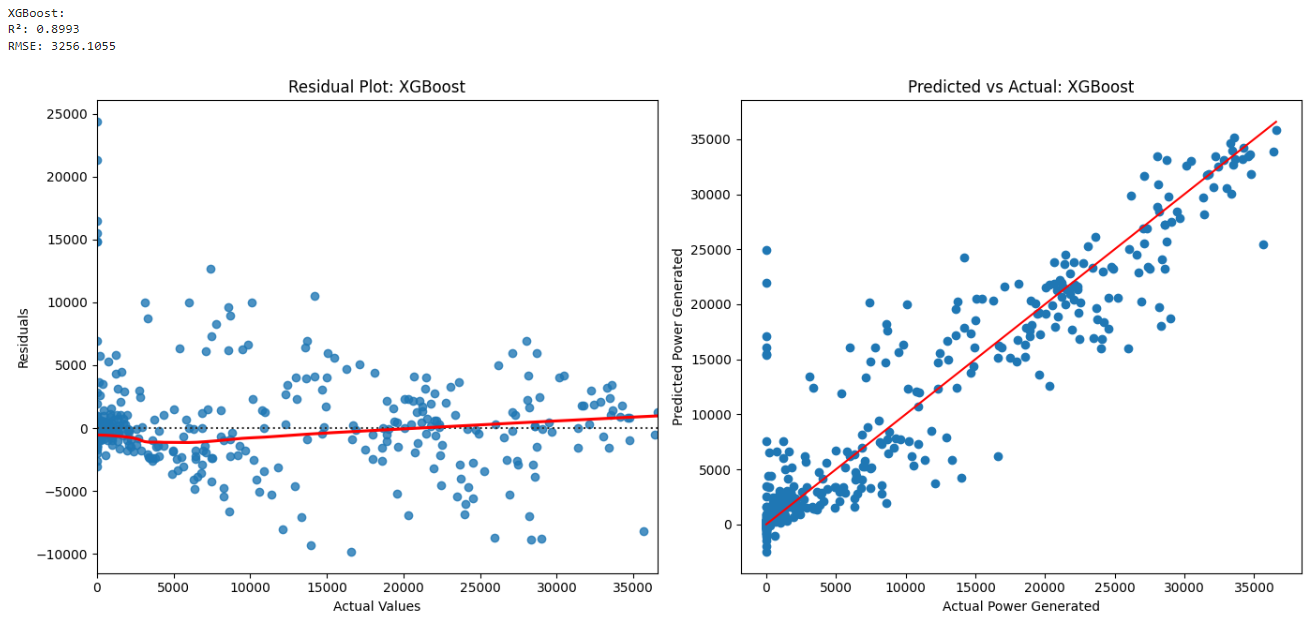 XGBoost:
R²: 0.8993
RMSE: 3256.1055
Residual Plot: XGBoost
25000
20000
15000
10000
5000
0
−5000
−10000
Residuals
0 5000 10000 15000 20000 25000 30000 35000
Actual Values
Predicted vs Actual: XGBoost
35000
30000
25000
20000
15000
10000
5000
0
Predicted Power Generated
0 5000 10000 15000 20000 25000 30000 35000
Actual Power Generated